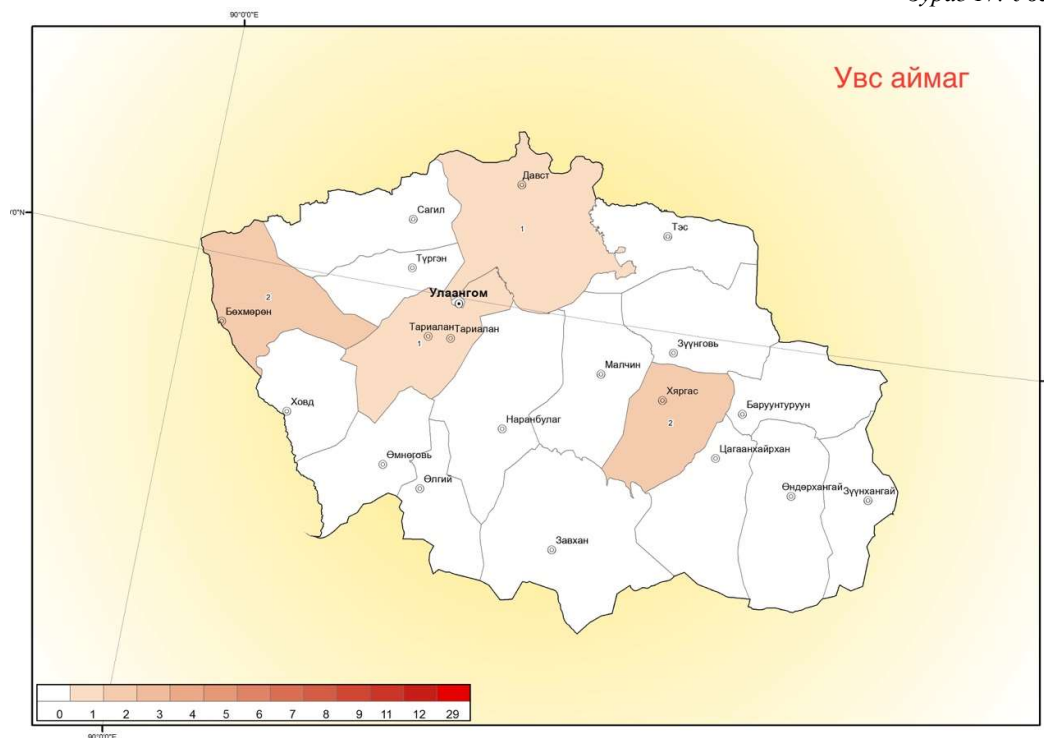 90°0'0"E
Увс аймаг
Давст
Сагил
1
Тэс
Түргэн
2
Улаангом
Бөхмөрөн
Тариалан
Тариалан
1
Зүүнговь
Малчин
Хяргас
Ховд
Баруунтуруун
Наранбулаг
2
Өмнөговь
Цагаанхайрхан
Өлгий
Өндөрхангай
Зүүнхангай
Завхан
0 1 2 3 4 5 6 7 8 9 11 12 29
90°0'0"E